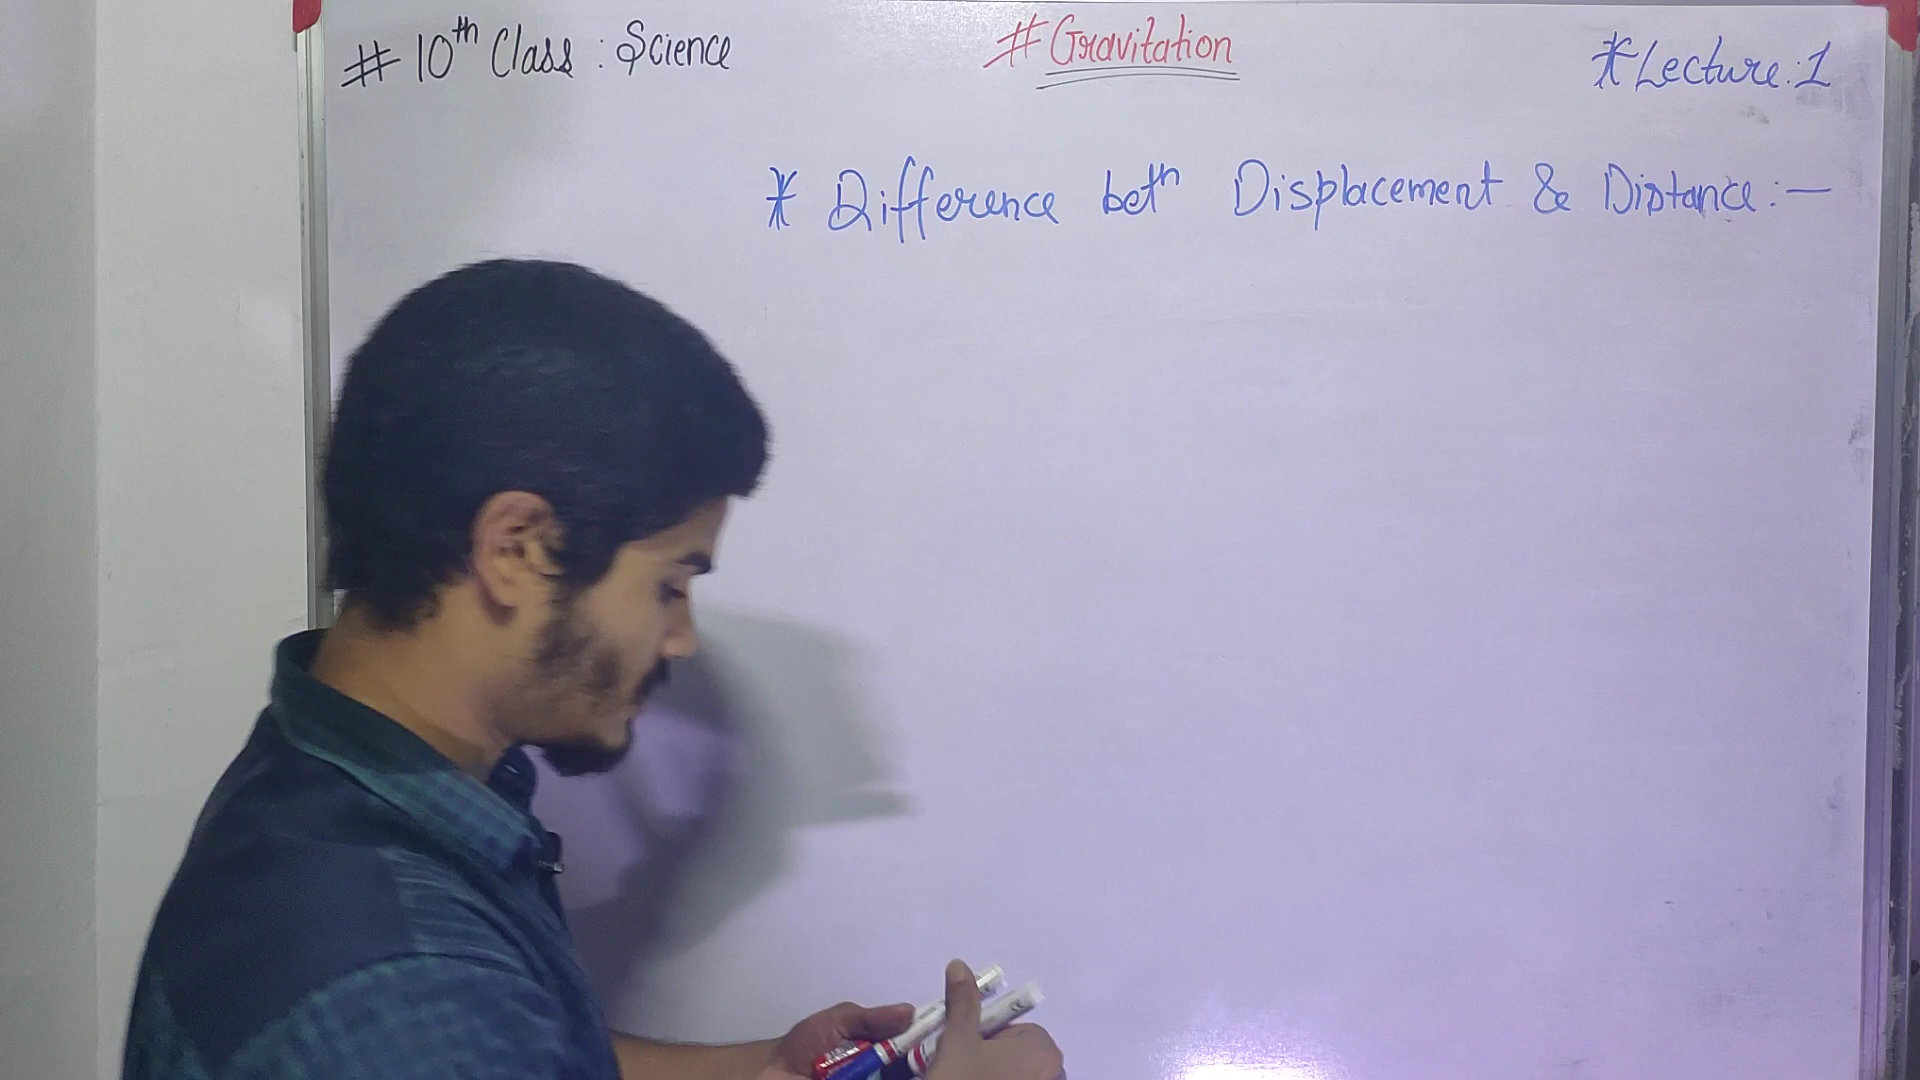 # 10th Class : Science # Gravitation * Lecture : 1
* Difference betn Displacement & Distance : —